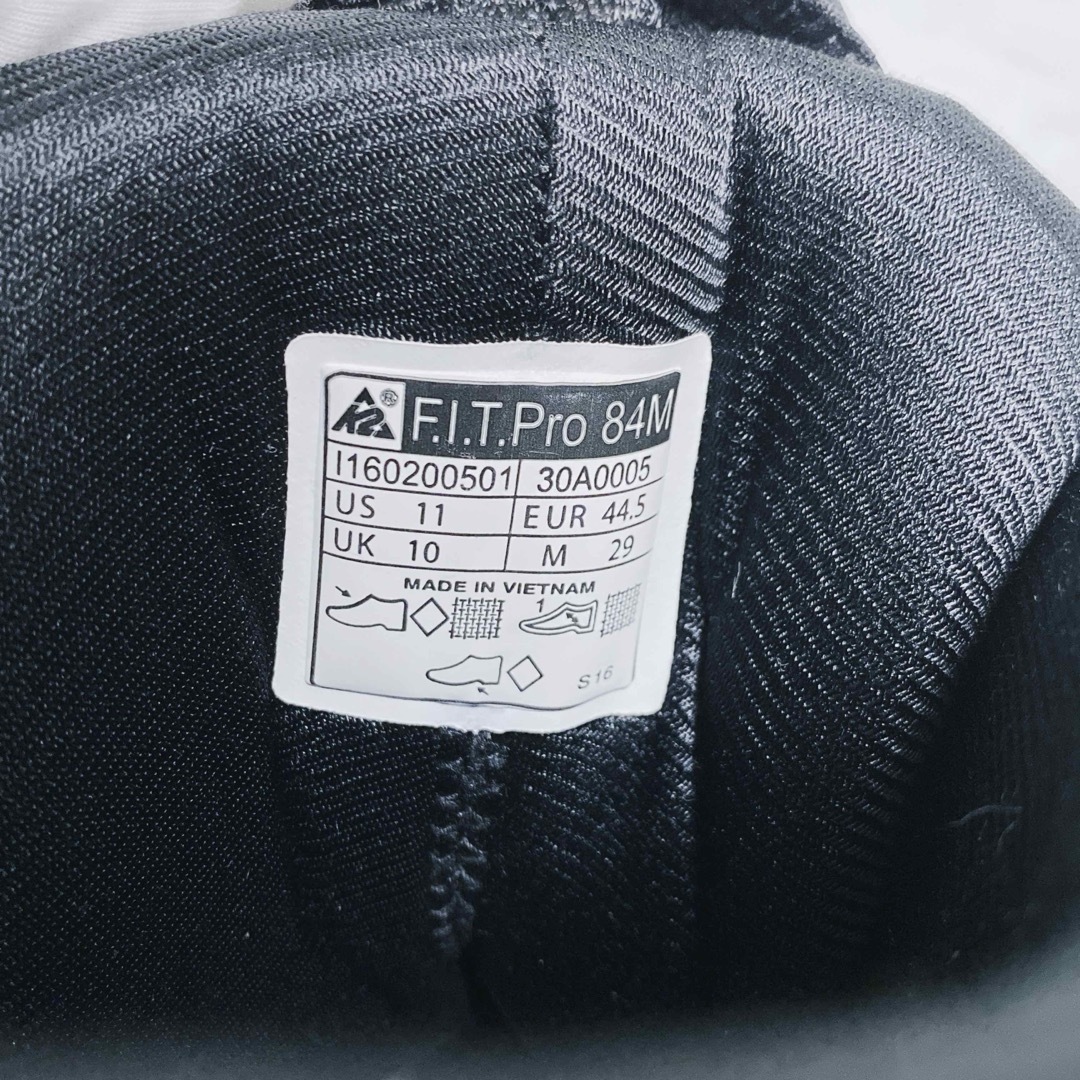 K2® F.I.T.Pro 84M
I160200501 30A0005
US 11 EUR 44.5
UK 10 M 29
MADE IN VIETNAM
1
S16